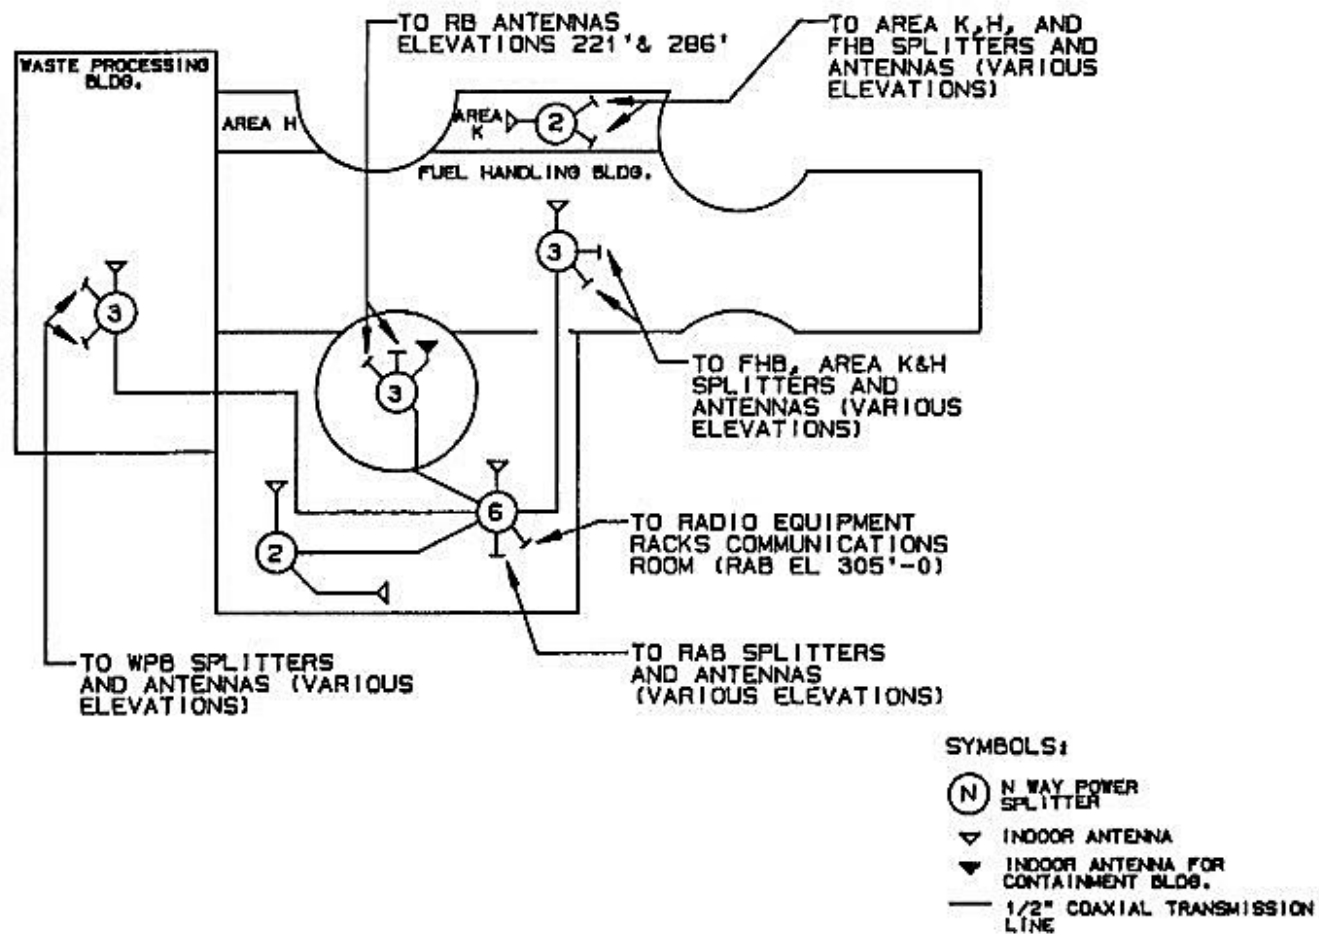 TO RB ANTENNAS
ELEVATIONS 221'& 286'
TO AREA K,H, AND
FHB SPLITTERS AND
ANTENNAS (VARIOUS
ELEVATIONS)
WASTE PROCESSING
BLDG.
AREA H
AREA
K
2
FUEL HANDLING BLDG.
3
3
3
TO FHB, AREA K&H
SPLITTERS AND
ANTENNAS (VARIOUS
ELEVATIONS)
6
2
TO RADIO EQUIPMENT
RACKS COMMUNICATIONS
ROOM (RAB EL 305'-0)
TO WPB SPLITTERS
AND ANTENNAS (VARIOUS
ELEVATIONS)
TO RAB SPLITTERS
AND ANTENNAS
(VARIOUS ELEVATIONS)
SYMBOLS:
N
N WAY POWER
SPLITTER
INDOOR ANTENNA
INDOOR ANTENNA FOR
CONTAINMENT BLDG.
1/2" COAXIAL TRANSMISSION
LINE